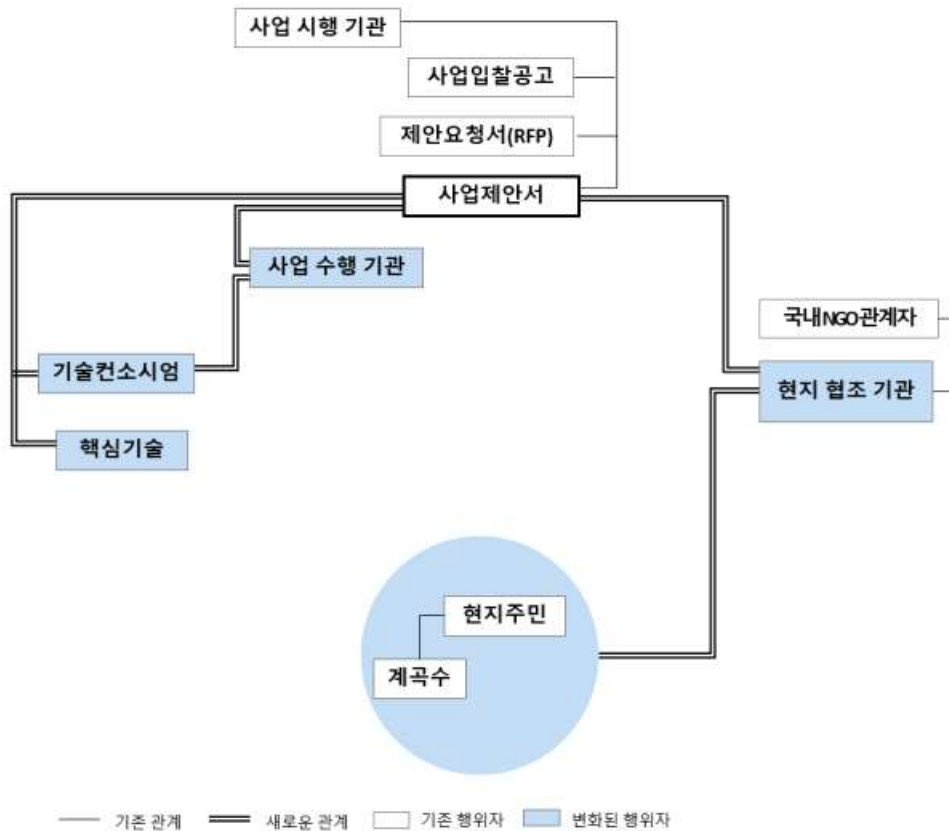 사업 시행 기관
사업입찰공고
제안요청서(RFP)
사업제안서
사업 수행 기관
국내NGO관계자
기술컨소시엄
현지 협조 기관
핵심기술
현지주민
계곡수
기존 관계 새로운 관계 기존 행위자 변화된 행위자